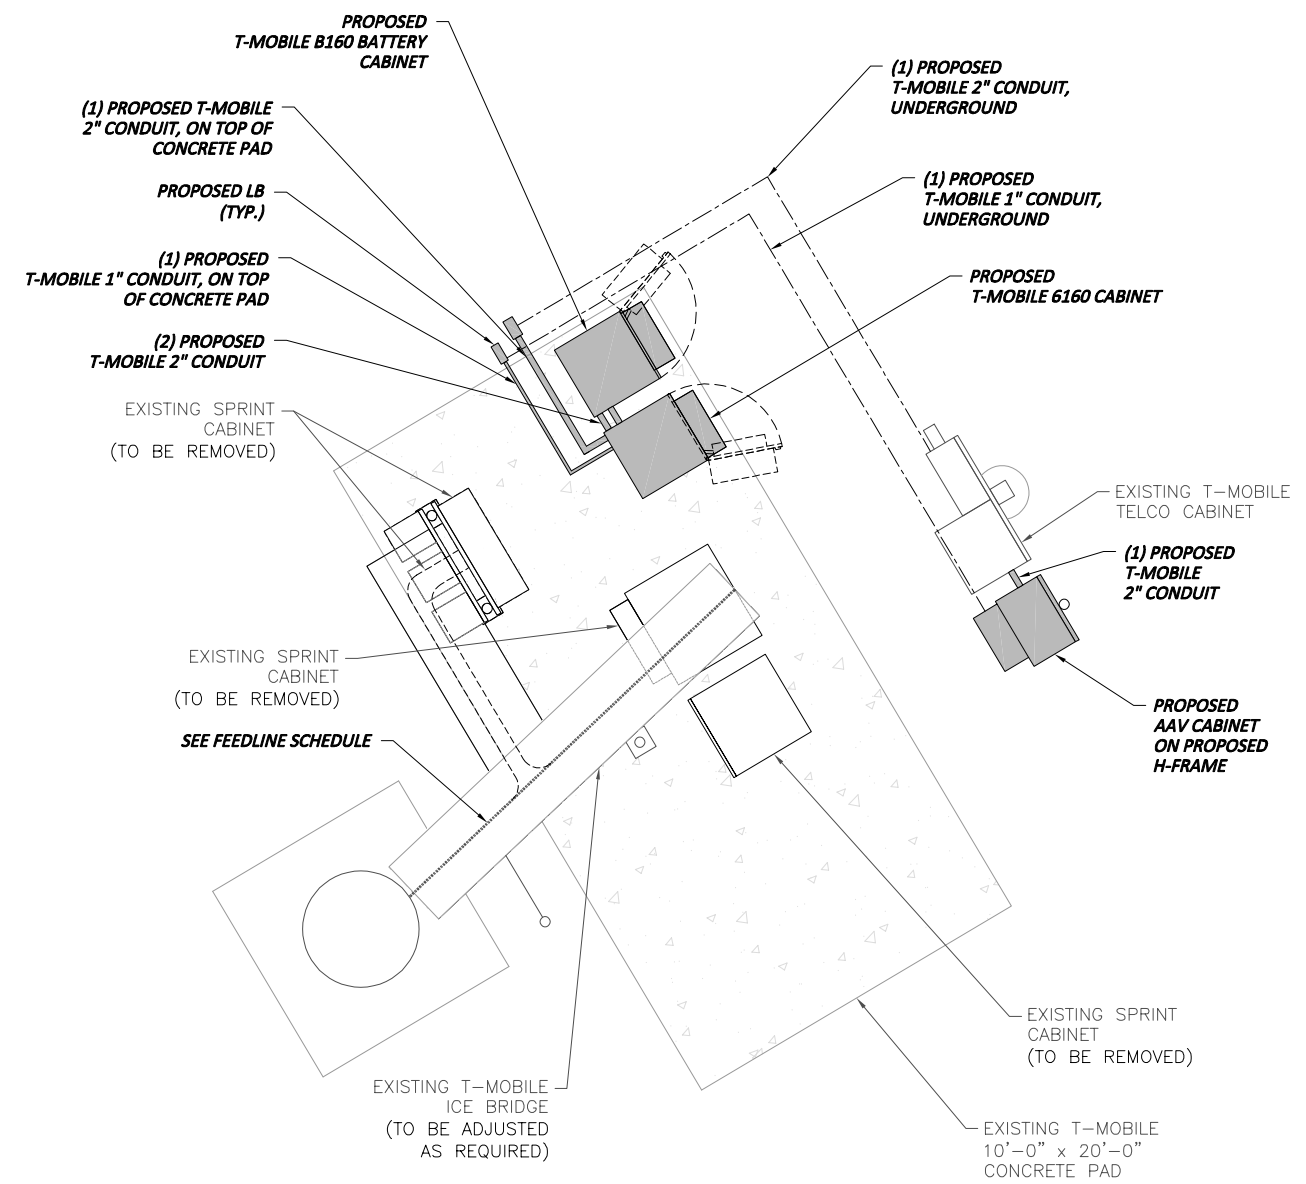 PROPOSED
T-MOBILE B160 BATTERY
CABINET
(1) PROPOSED T-MOBILE
2" CONDUIT, ON TOP OF
CONCRETE PAD
PROPOSED LB
(TYP.)
(1) PROPOSED
T-MOBILE 1" CONDUIT, ON TOP
OF CONCRETE PAD
(2) PROPOSED
T-MOBILE 2" CONDUIT
EXISTING SPRINT
CABINET
(TO BE REMOVED)
EXISTING SPRINT
CABINET
(TO BE REMOVED)
SEE FEEDLINE SCHEDULE
EXISTING T-MOBILE
ICE BRIDGE
(TO BE ADJUSTED
AS REQUIRED)
(1) PROPOSED
T-MOBILE 2" CONDUIT,
UNDERGROUND
(1) PROPOSED
T-MOBILE 1" CONDUIT,
UNDERGROUND
PROPOSED
T-MOBILE 6160 CABINET
EXISTING T-MOBILE
TELCO CABINET
(1) PROPOSED
T-MOBILE
2" CONDUIT
PROPOSED
AAV CABINET
ON PROPOSED
H-FRAME
EXISTING SPRINT
CABINET
(TO BE REMOVED)
EXISTING T-MOBILE
10'-0" x 20'-0"
CONCRETE PAD